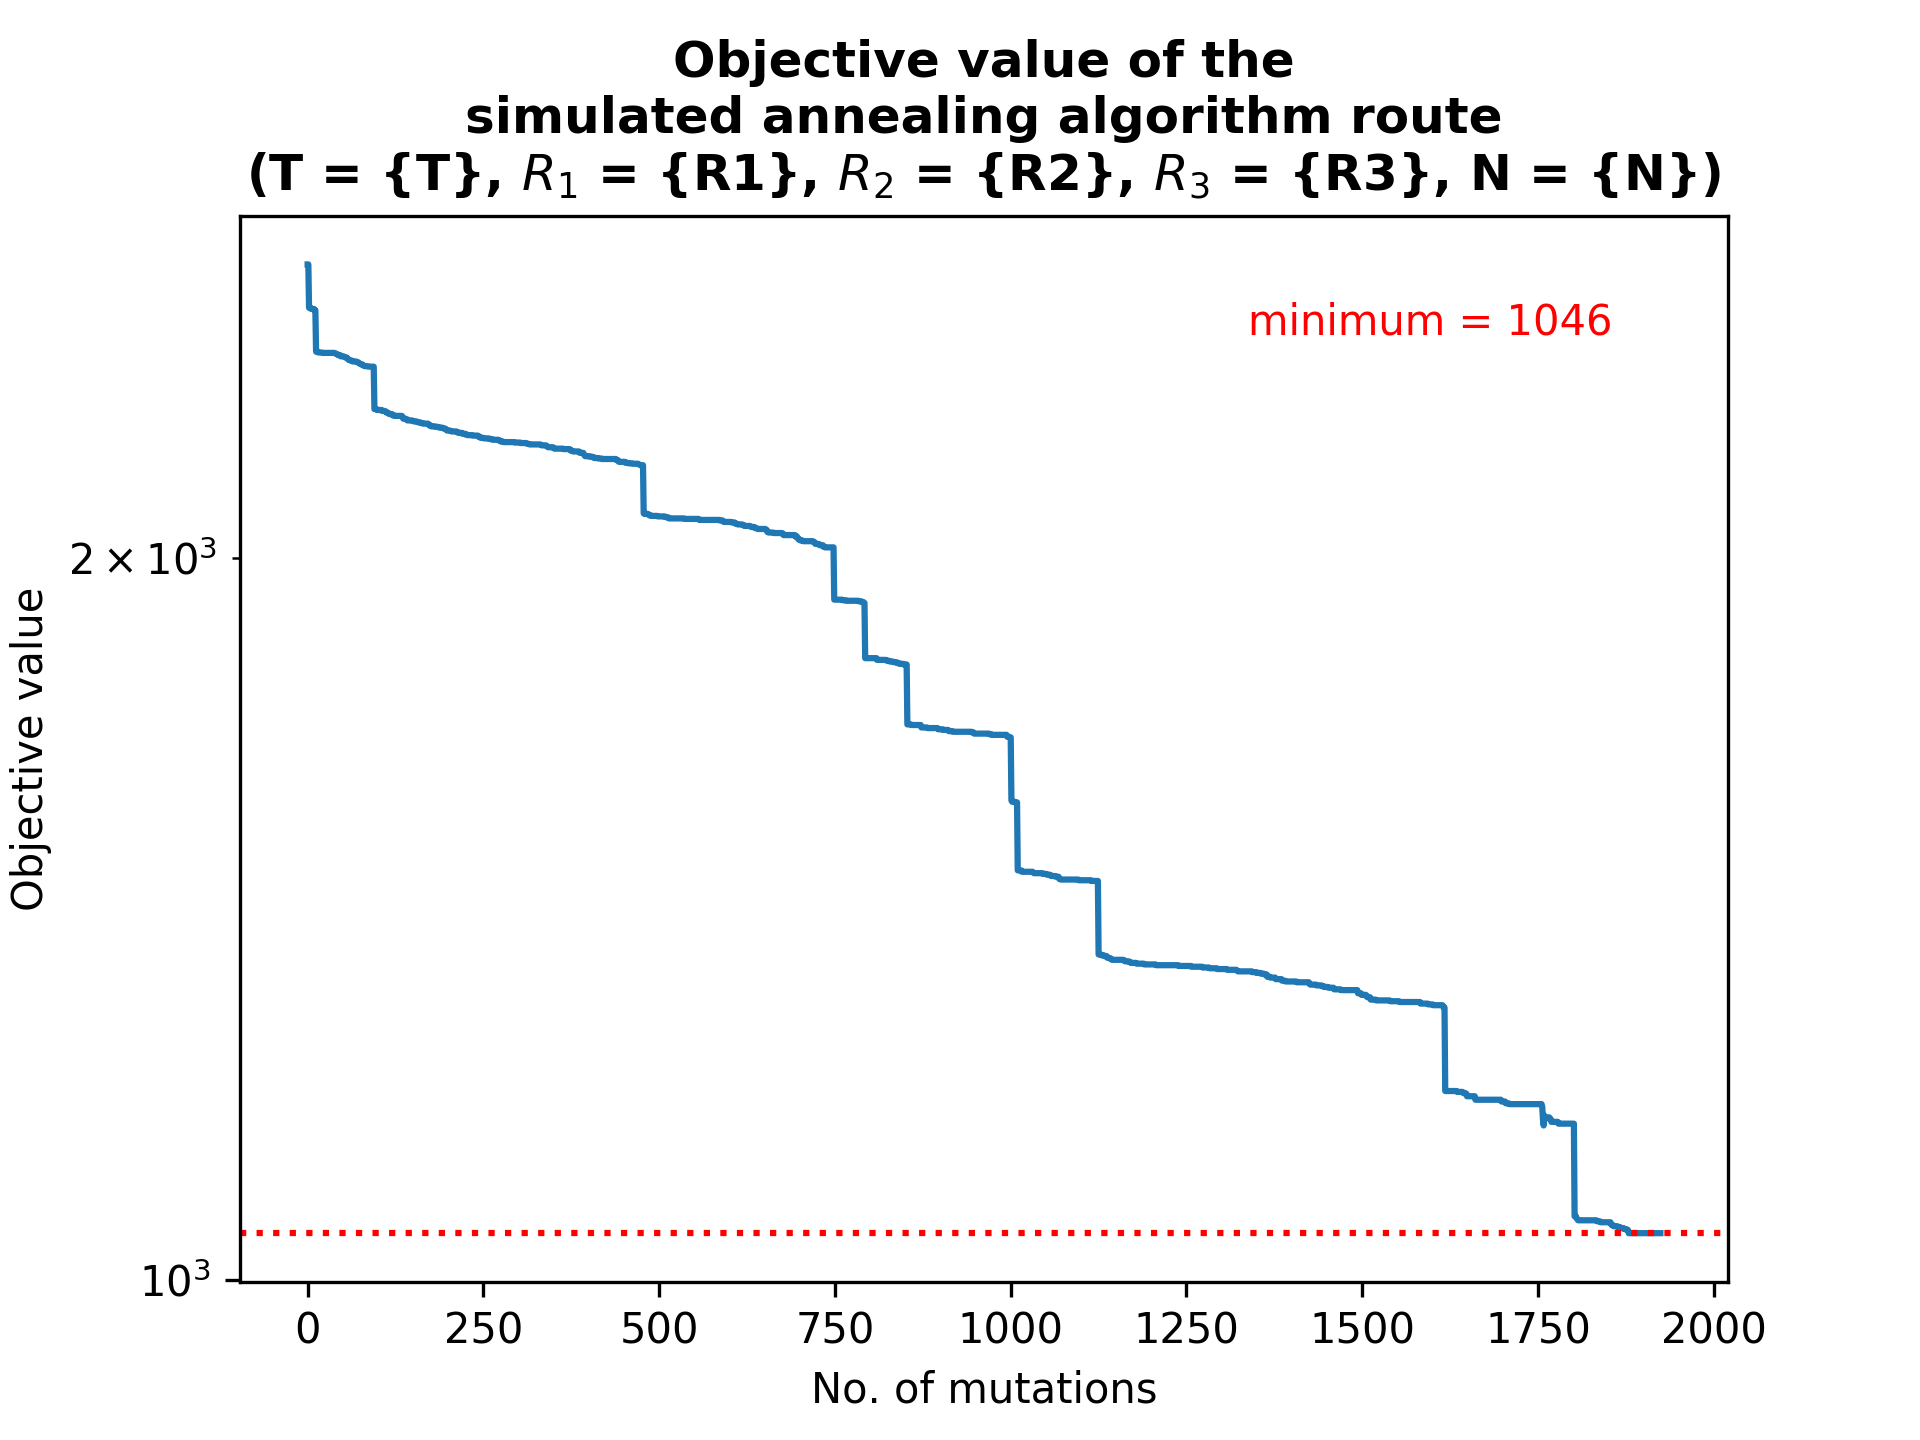 Objective value of the
simulated annealing algorithm route
(T = {T}, R₁ = {R1}, R₂ = {R2}, R₃ = {R3}, N = {N})
minimum = 1046
2 × 10³
10³
Objective value
0 250 500 750 1000 1250 1500 1750 2000
No. of mutations